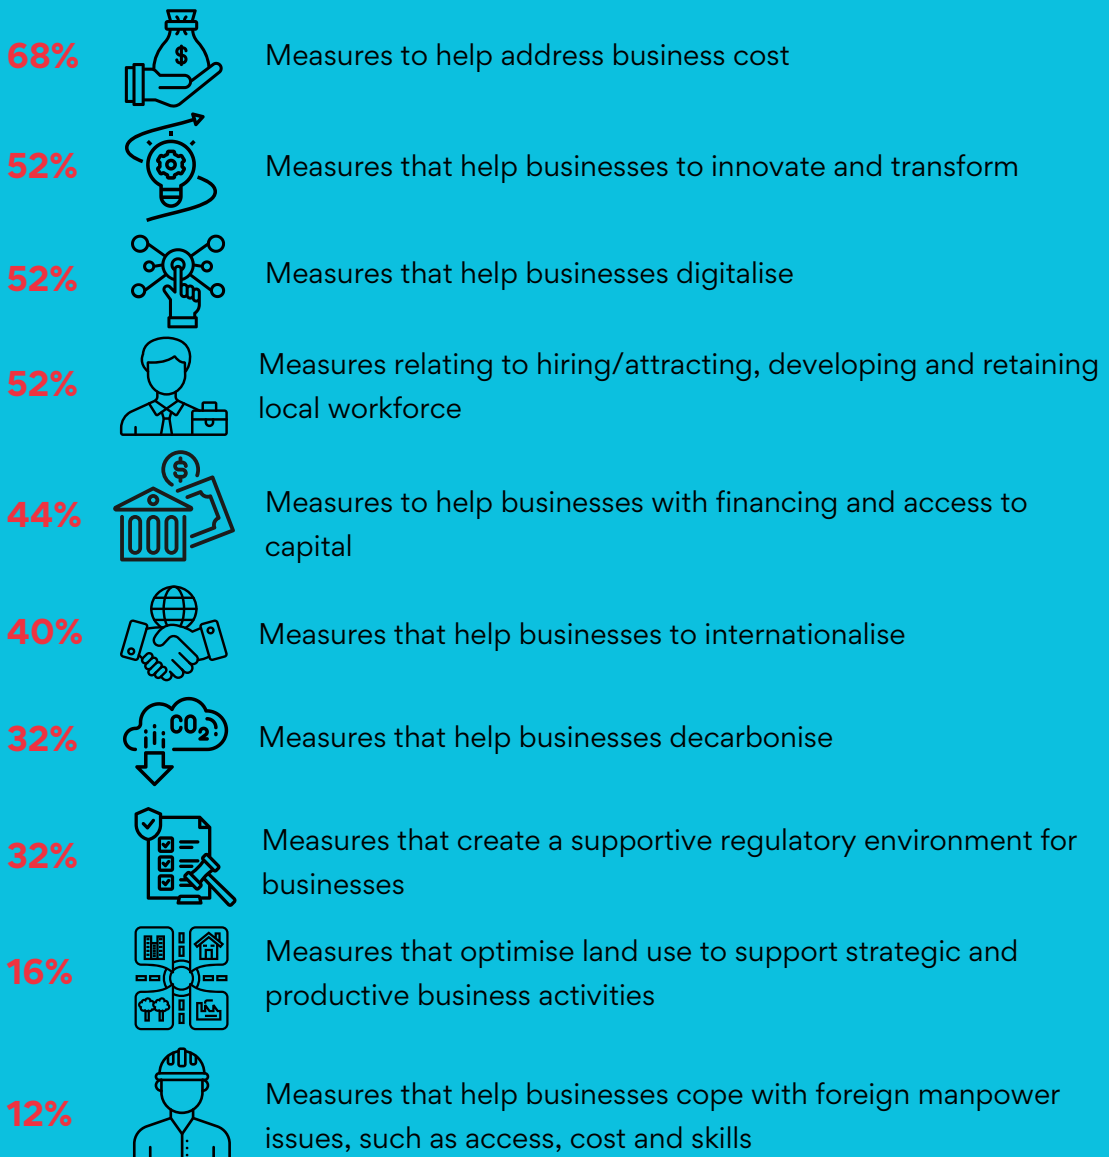 68%
$
Measures to help address business cost
52%
Measures that help businesses to innovate and transform
52%
Measures that help businesses digitalise
52%
Measures relating to hiring/attracting, developing and retaining
local workforce
44%
$
Measures to help businesses with financing and access to
capital
40%
Measures that help businesses to internationalise
32%
CO2
Measures that help businesses decarbonise
32%
Measures that create a supportive regulatory environment for
businesses
16%
Measures that optimise land use to support strategic and
productive business activities
12%
Measures that help businesses cope with foreign manpower
issues, such as access, cost and skills